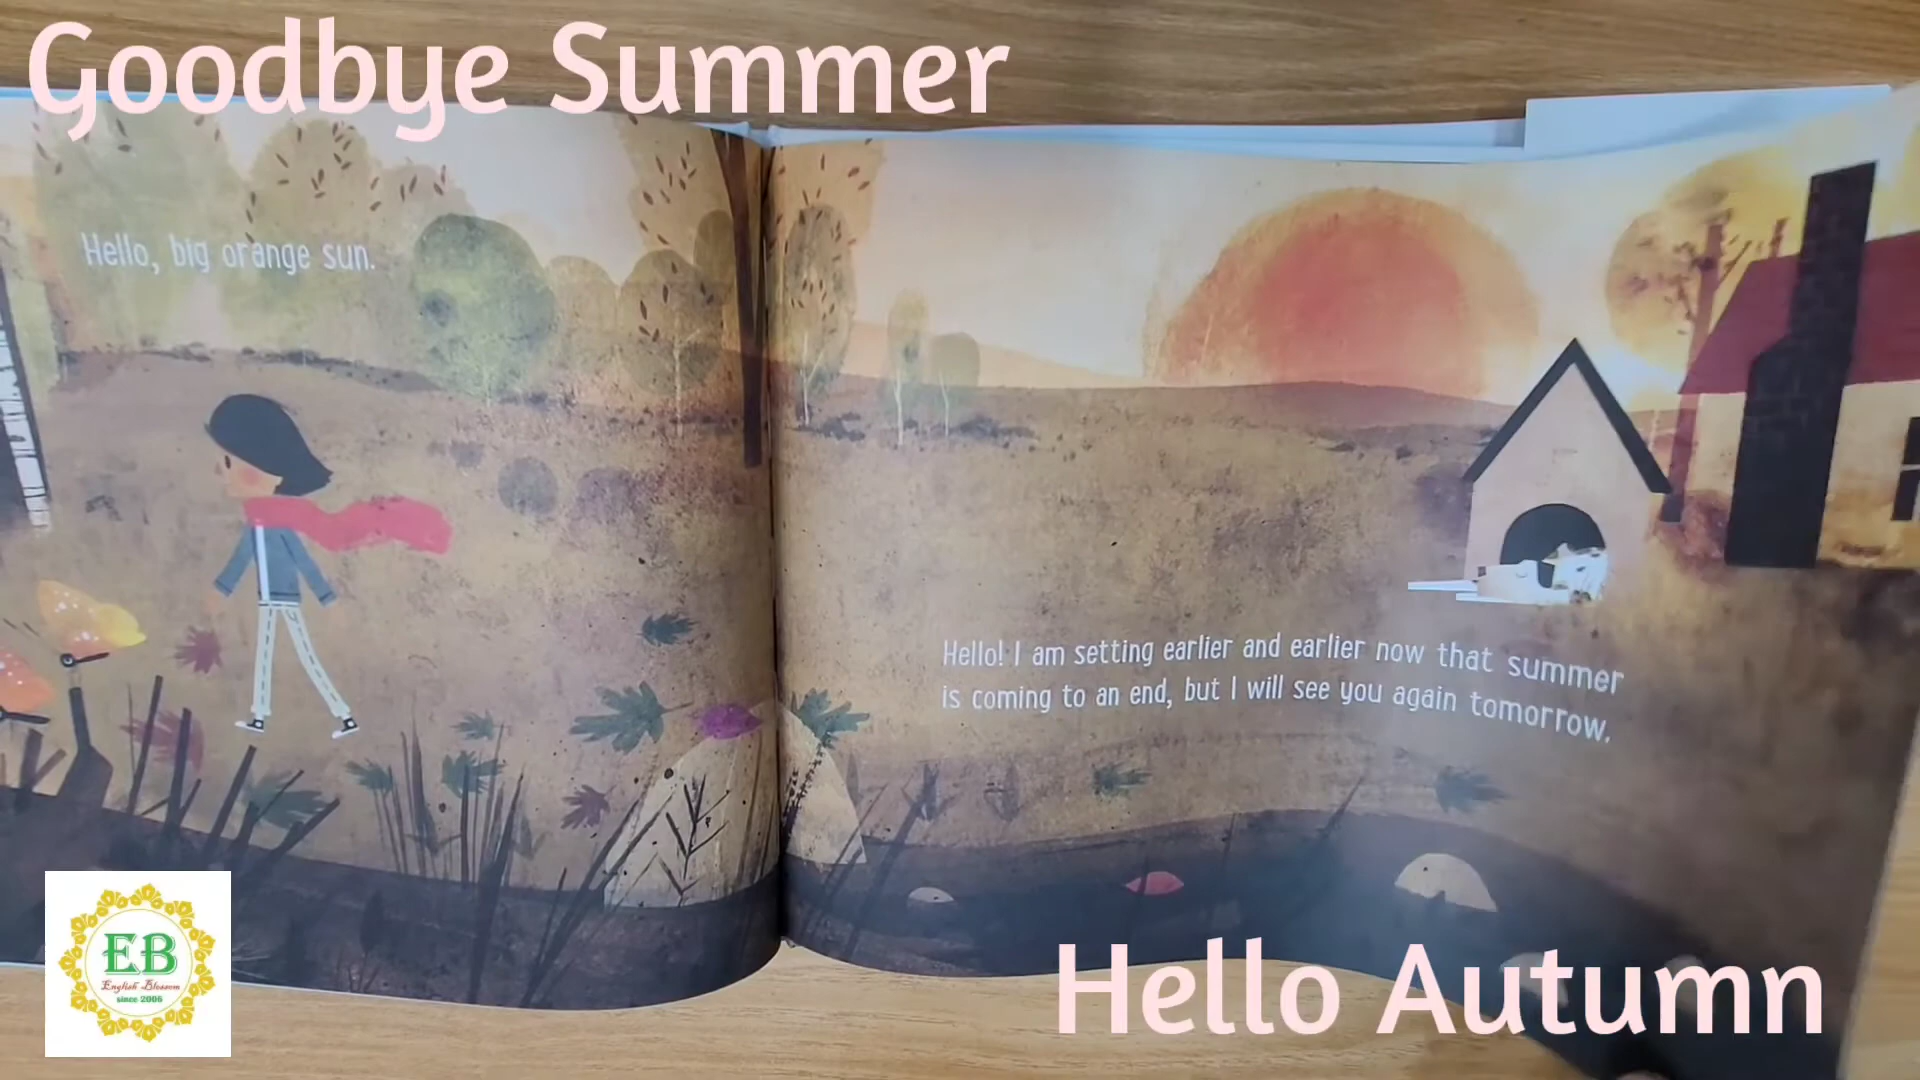 Goodbye Summer
Hello, big orange sun.
Hello! I am setting earlier and earlier now that summer
is coming to an end, but I will see you again tomorrow.
EB
English Blossom
since 2006
Hello Autumn